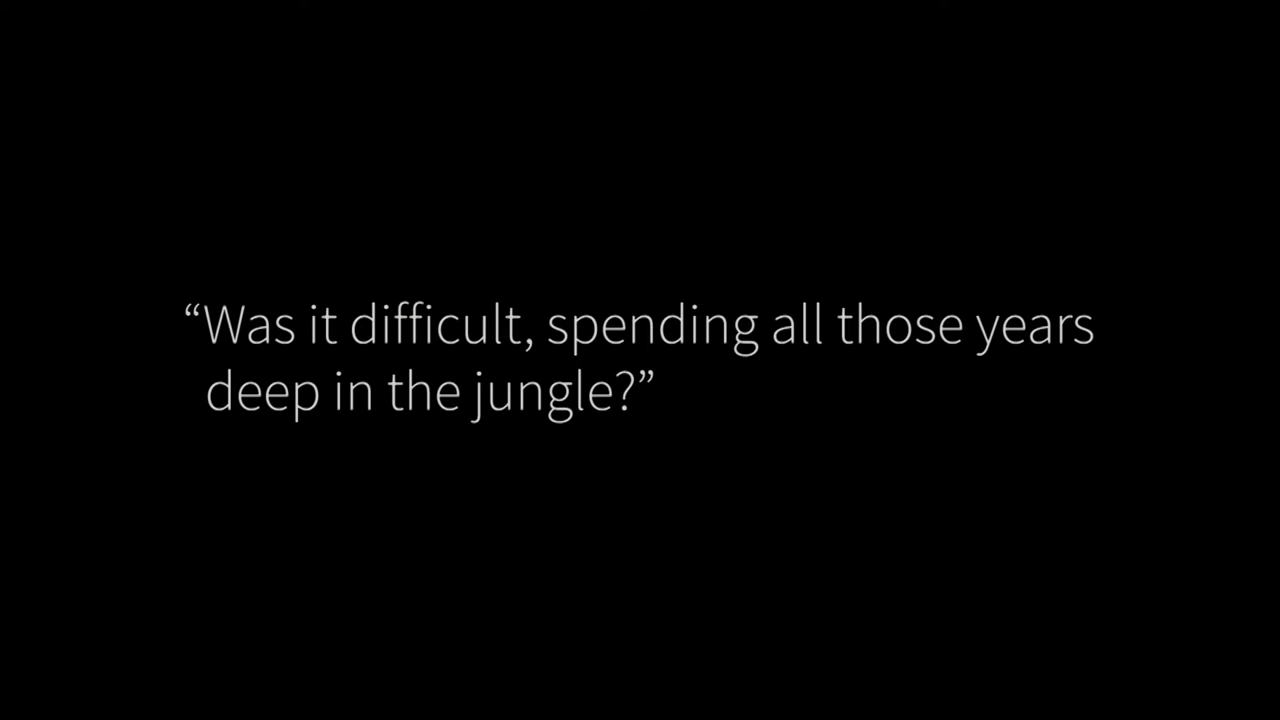 “Was it difficult, spending all those years
deep in the jungle?”